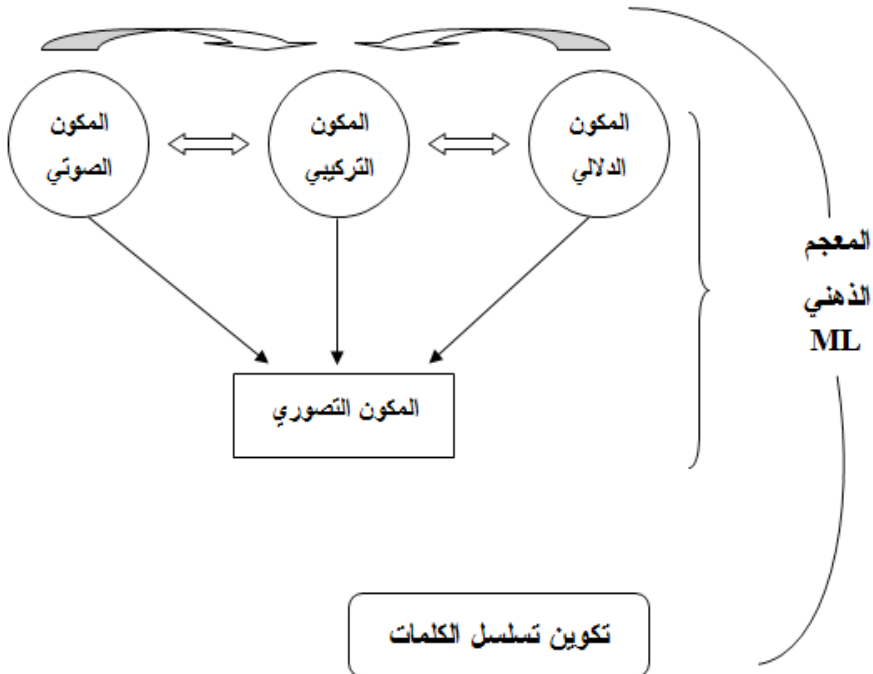 المكون
الدلالي
المكون
التركيبي
المكون
الصوتي
المعجم
الذهني
ML
المكون التصوري
تكوين تسلسل الكلمات